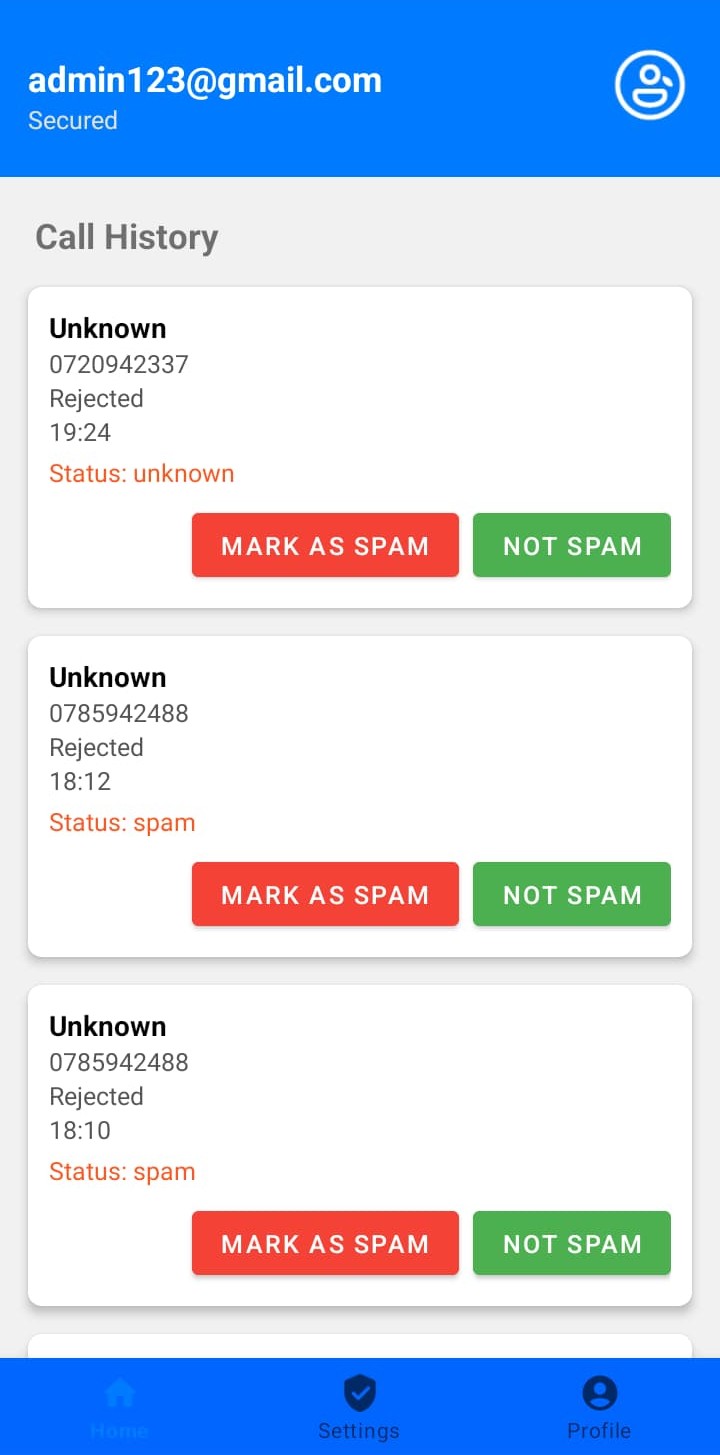 admin123@gmail.com
Secured
Call History
Unknown
0720942337
Rejected
19:24
Status: unknown
MARK AS SPAM NOT SPAM
Unknown
0785942488
Rejected
18:12
Status: spam
MARK AS SPAM NOT SPAM
Unknown
0785942488
Rejected
18:10
Status: spam
MARK AS SPAM NOT SPAM
Home Settings Profile